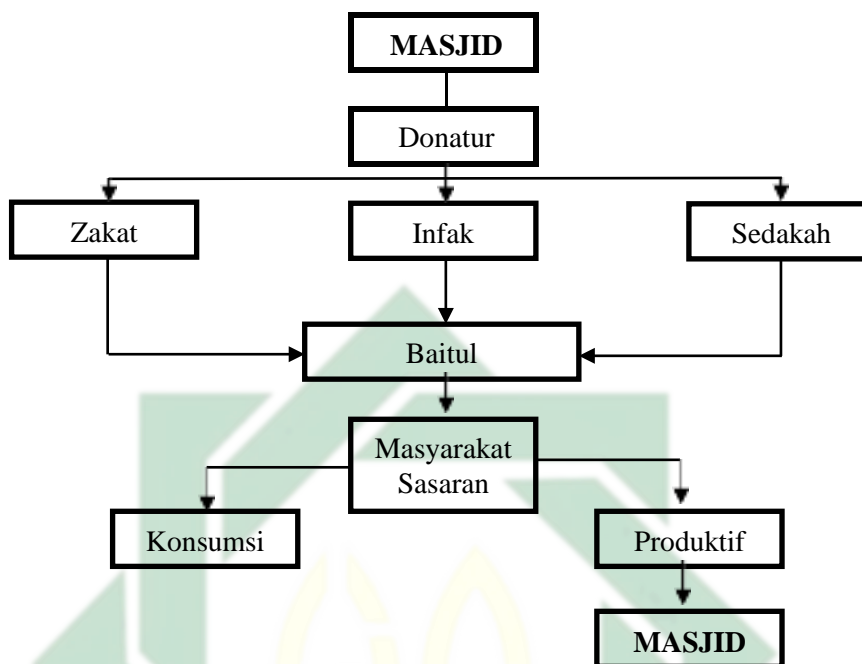 MASJID
Donatur
Zakat
Infak
Sedakah
Baitul
Masyarakat
Sasaran
Konsumsi
Produktif
MASJID